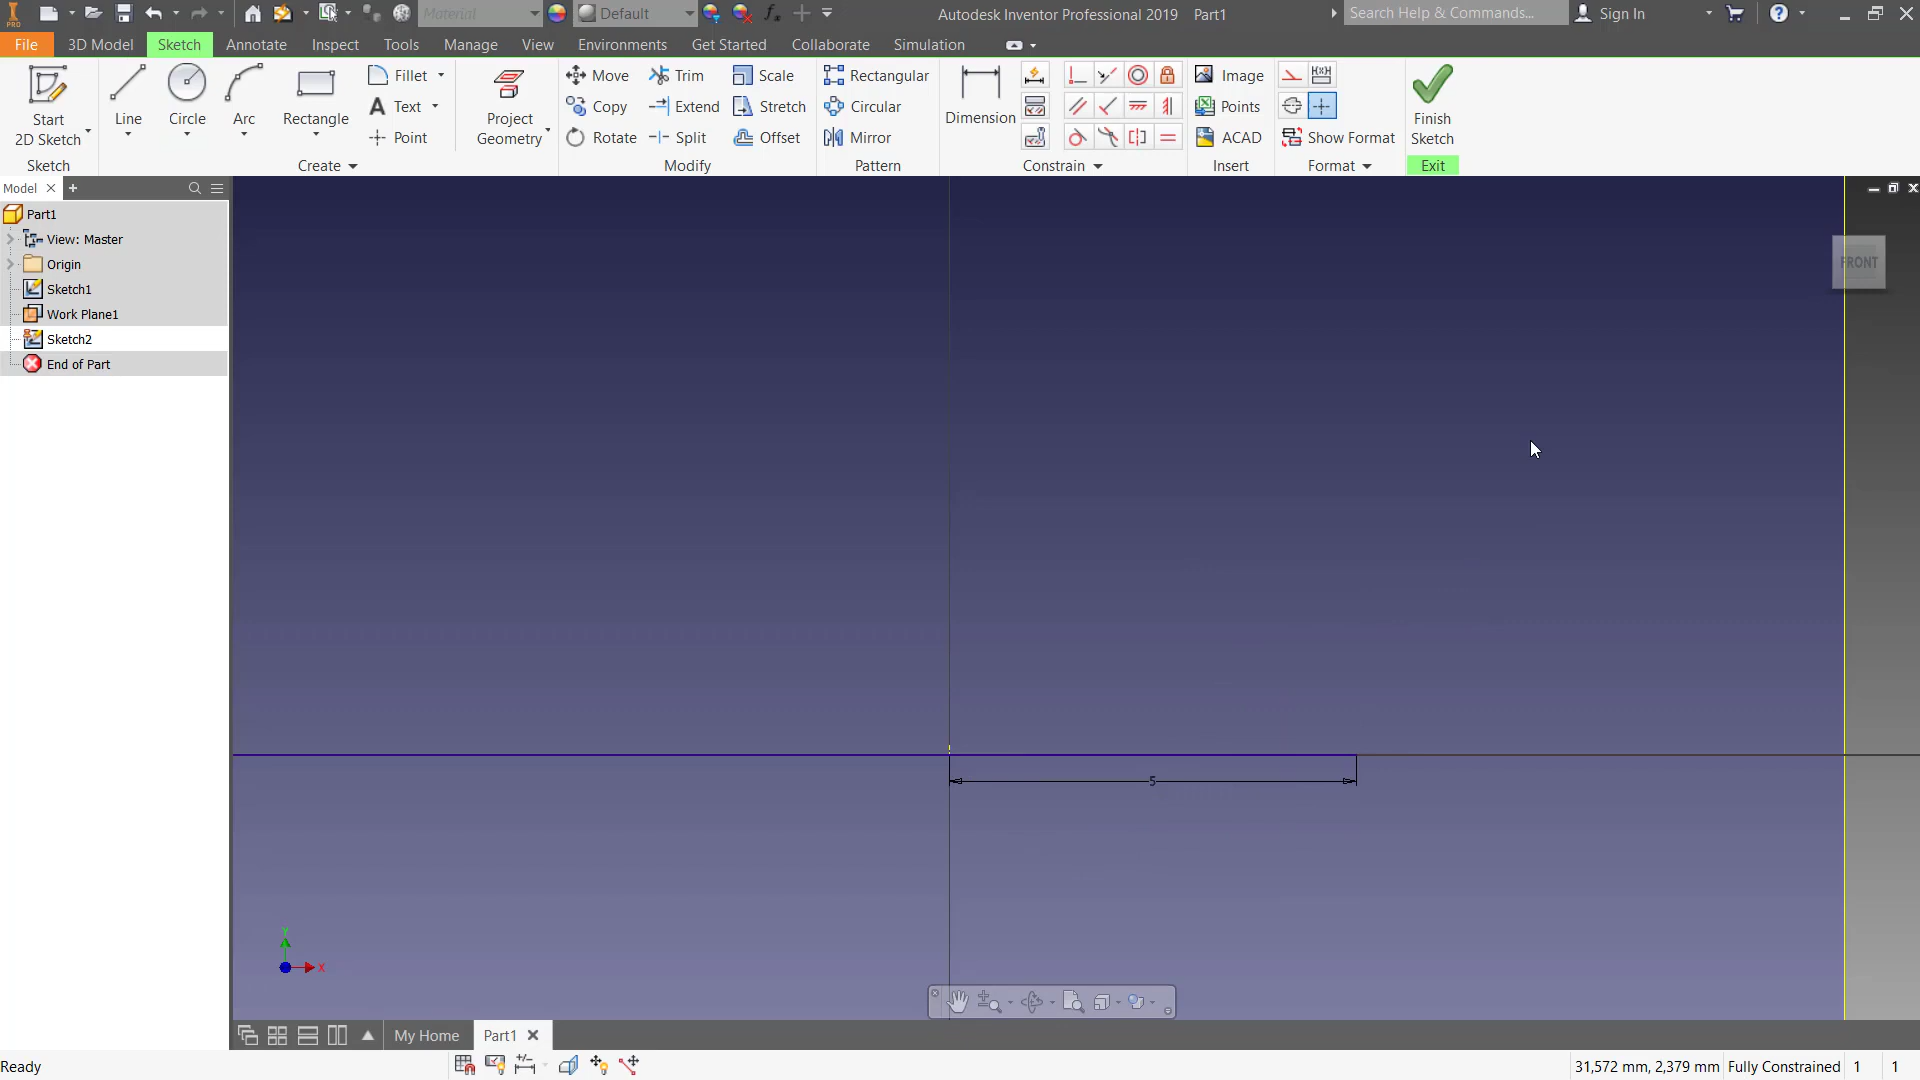 PRO Material Default Autodesk Inventor Professional 2019 Part1 Search Help & Commands... Sign In
File 3D Model Sketch Annotate Inspect Tools Manage View Environments Get Started Collaborate Simulation
Start 2D Sketch
Line
Circle
Arc
Rectangle
Fillet
Text
Point
Project Geometry
Move Trim Scale
Copy Extend Stretch
Rotate Split Offset
Rectangular
Circular
Mirror
Dimension
Image
Points
ACAD
Show Format
Finish Sketch
Sketch Create Modify Pattern Constrain Insert Format Exit
Model
Part1
View: Master
Origin
Sketch1
Work Plane1
Sketch2
End of Part
FRONT
5
Y
X
My Home Part1
Ready 31,572 mm, 2,379 mm Fully Constrained 1 1